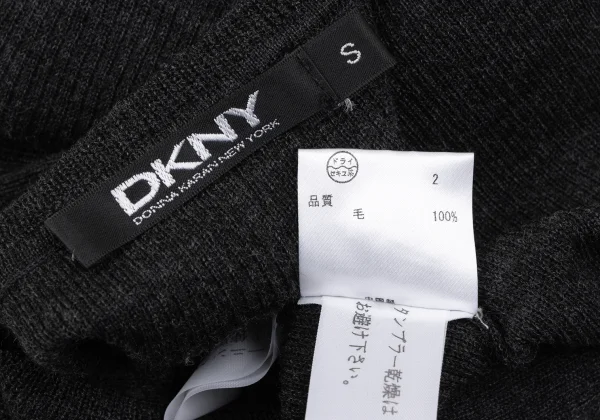 S
DKNY
DONNA KARAN NEW YORK
ドライ
セキユ系
2
品質
毛 100%
タンブラー乾燥は
お避け下さい。